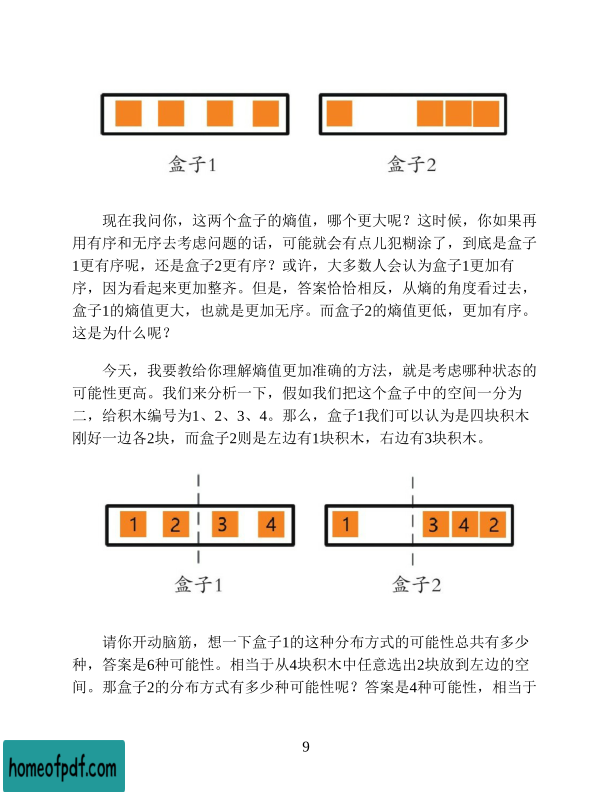 盒子1
盒子2
现在我问你，这两个盒子的熵值，哪个更大呢？这时候，你如果再
用有序和无序去考虑问题的话，可能就会有点儿犯糊涂了，到底是盒子
1更有序呢，还是盒子2更有序？或许，大多数人会认为盒子1更加有
序，因为看起来更加整齐。但是，答案恰恰相反，从熵的角度看过去，
盒子1的熵值更大，也就是更加无序。而盒子2的熵值更低，更加有序。
这是为什么呢？
今天，我要教给你理解熵值更加准确的方法，就是考虑哪种状态的
可能性更高。我们来分析一下，假如我们把这个盒子中的空间一分为
二，给积木编号为1、2、3、4。那么，盒子1我们可以认为是四块积木
刚好一边各2块，而盒子2则是左边有1块积木，右边有3块积木。
1 2 3 4
1 3 4 2
盒子1
盒子2
请你开动脑筋，想一下盒子1的这种分布方式的可能性总共有多少
种，答案是6种可能性。相当于从4块积木中任意选出2块放到左边的空
间。那盒子2的分布方式有多少种可能性呢？答案是4种可能性，相当于
9
homeofpdf.com